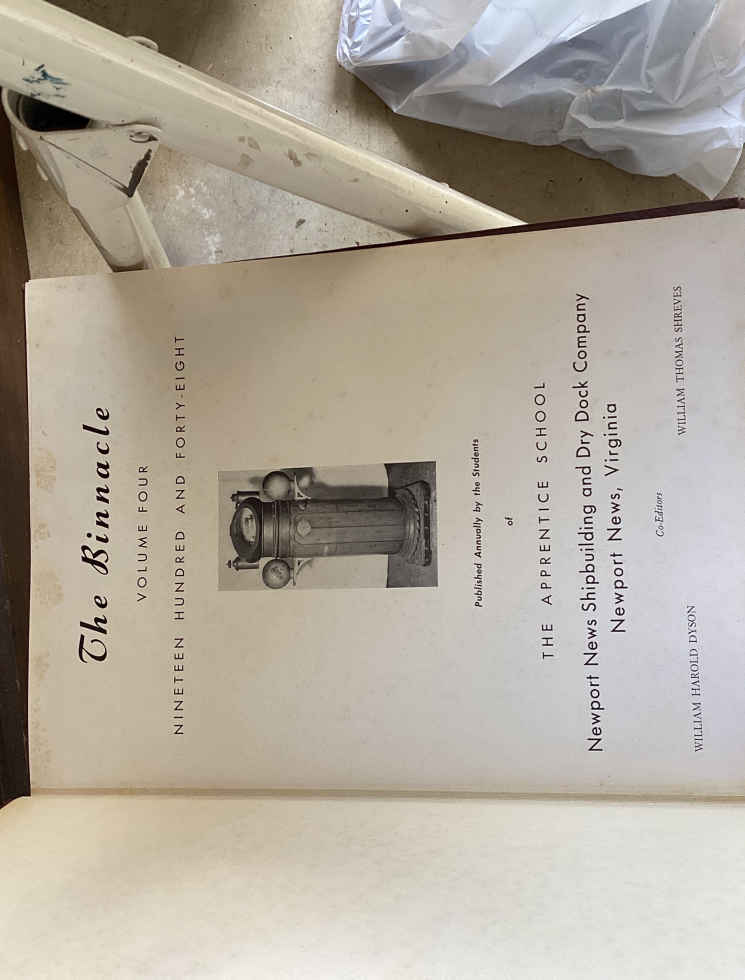 The Binnacle
VOLUME FOUR
NINETEEN HUNDRED AND FORTY-EIGHT
Published Annually by the Students
of
THE APPRENTICE SCHOOL
Newport News Shipbuilding and Dry Dock Company
Newport News, Virginia
Co-Editors
WILLIAM HAROLD DYSON WILLIAM THOMAS SHREVES